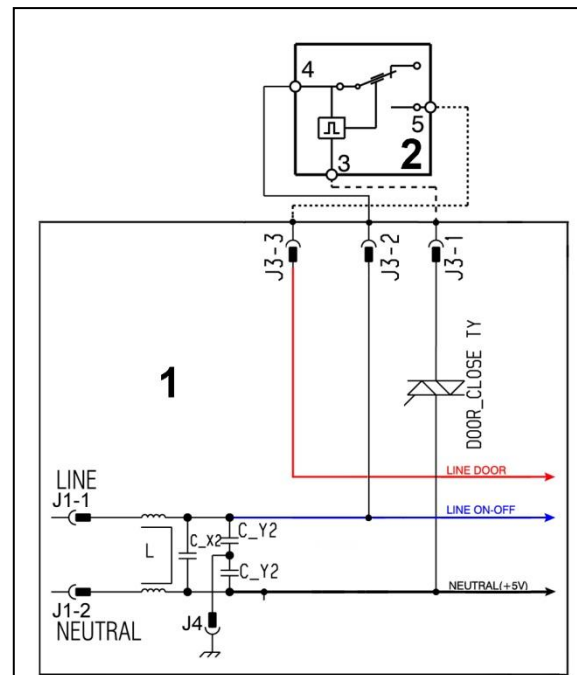 4
5
2
3
J3-3
J3-2
J3-1
DOOR_CLOSE TY
1
LINE DOOR
LINE
J1-1
LINE ON-OFF
C_X2
C_Y2
L
C_Y2
NEUTRAL(+5V)
J1-2
J4
NEUTRAL